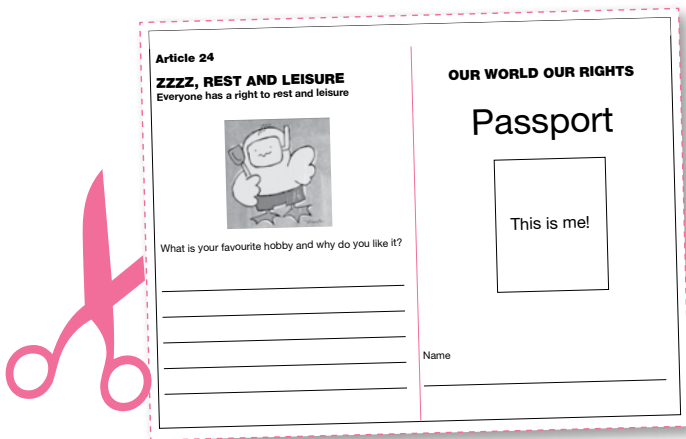 Article 24
ZZZZ, REST AND LEISURE
Everyone has a right to rest and leisure
What is your favourite hobby and why do you like it?
OUR WORLD OUR RIGHTS
Passport
This is me!
Name